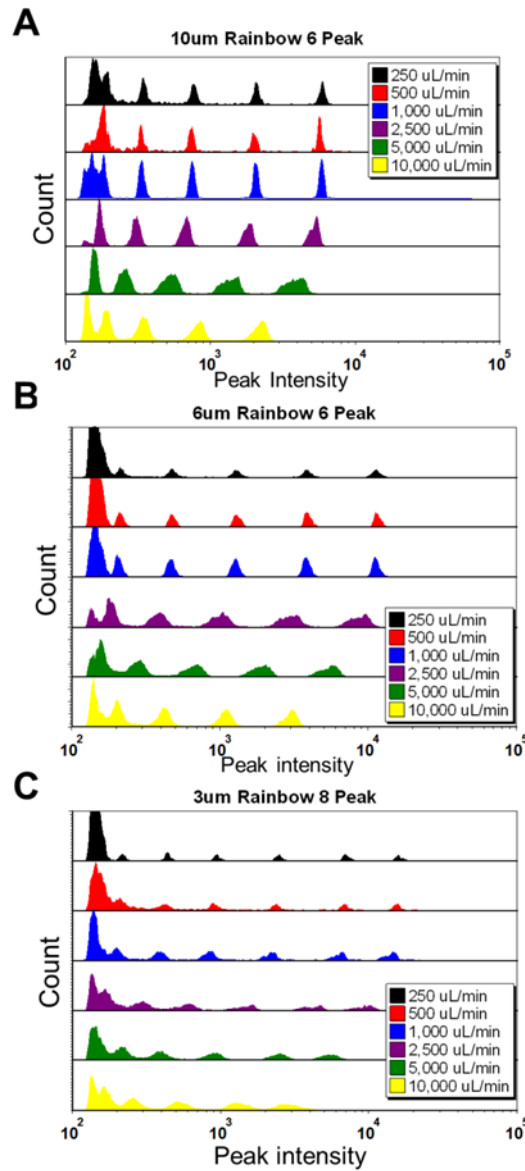 A
10um Rainbow 6 Peak
250 uL/min
500 uL/min
1,000 uL/min
2,500 uL/min
5,000 uL/min
10,000 uL/min
Count
10² 10³ 10⁴ 10⁵
Peak Intensity
B
6um Rainbow 6 Peak
Count
250 uL/min
500 uL/min
1,000 uL/min
2,500 uL/min
5,000 uL/min
10,000 uL/min
10² 10³ 10⁴ 10⁵
Peak intensity
C
3um Rainbow 8 Peak
Count
250 uL/min
500 uL/min
1,000 uL/min
2,500 uL/min
5,000 uL/min
10,000 uL/min
10² 10³ 10⁴ 10⁵
Peak intensity